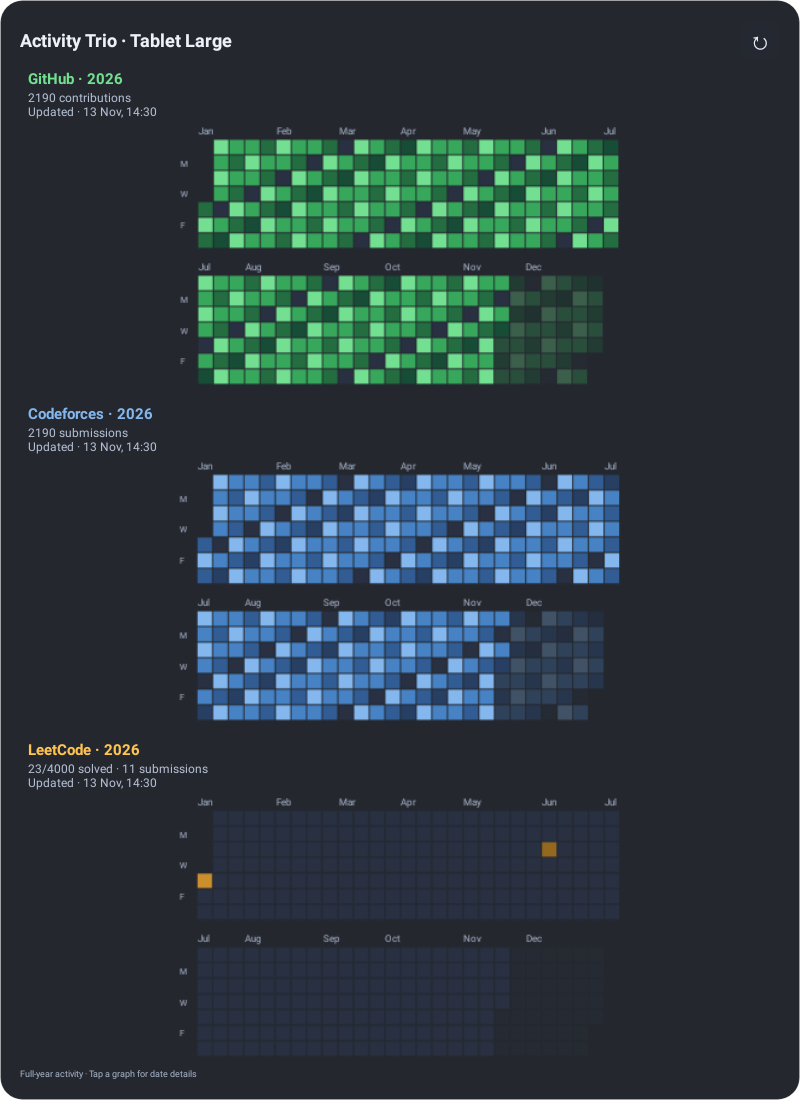 Activity Trio · Tablet Large
↻
GitHub · 2026
2190 contributions
Updated · 13 Nov, 14:30
Jan Feb Mar Apr May Jun Jul
M
W
F
Jul Aug Sep Oct Nov Dec
M
W
F
Codeforces · 2026
2190 submissions
Updated · 13 Nov, 14:30
Jan Feb Mar Apr May Jun Jul
M
W
F
Jul Aug Sep Oct Nov Dec
M
W
F
LeetCode · 2026
23/4000 solved · 11 submissions
Updated · 13 Nov, 14:30
Jan Feb Mar Apr May Jun Jul
M
W
F
Jul Aug Sep Oct Nov Dec
M
W
F
Full-year activity · Tap a graph for date details